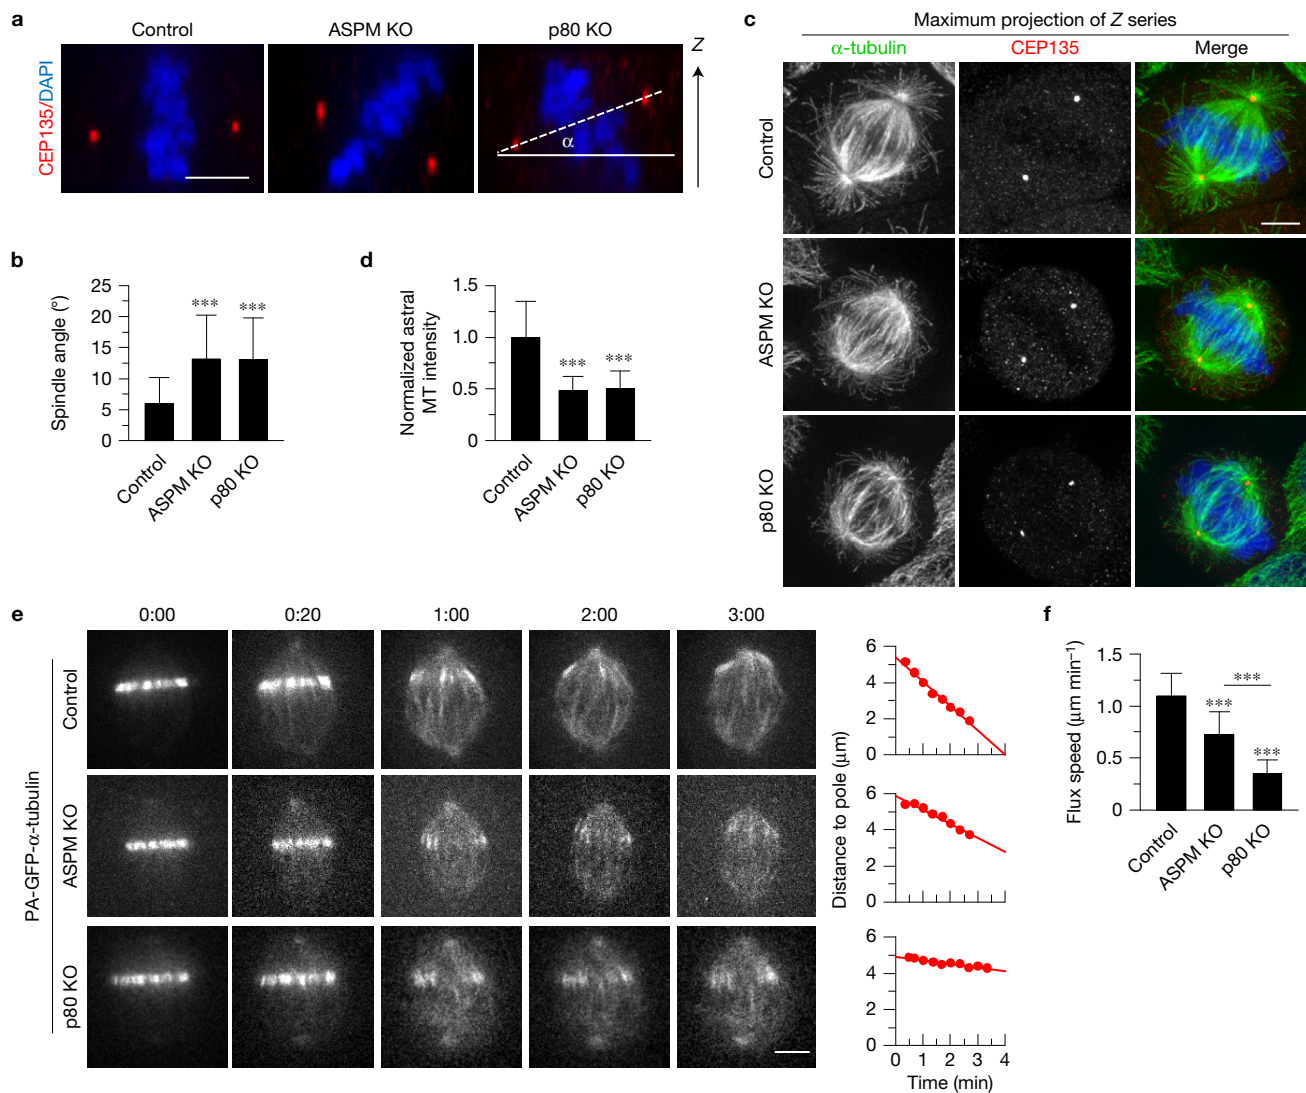 a
Control
ASPM KO
p80 KO
Z
CEP135/DAPI
α
c
Maximum projection of Z series
α-tubulin
CEP135
Merge
Control
ASPM KO
p80 KO
b
Spindle angle (°)
25
20
15
10
5
0
***
***
Control
ASPM KO
p80 KO
d
Normalized astral
MT intensity
1.5
1.0
0.5
0
***
***
Control
ASPM KO
p80 KO
e
0:00
0:20
1:00
2:00
3:00
PA-GFP-α-tubulin
Control
ASPM KO
p80 KO
Distance to pole (μm)
6
4
2
0
6
4
2
0
6
4
2
0
0 1 2 3 4
Time (min)
f
Flux speed (μm min⁻¹)
1.5
1.0
0.5
0
***
***
***
Control
ASPM KO
p80 KO